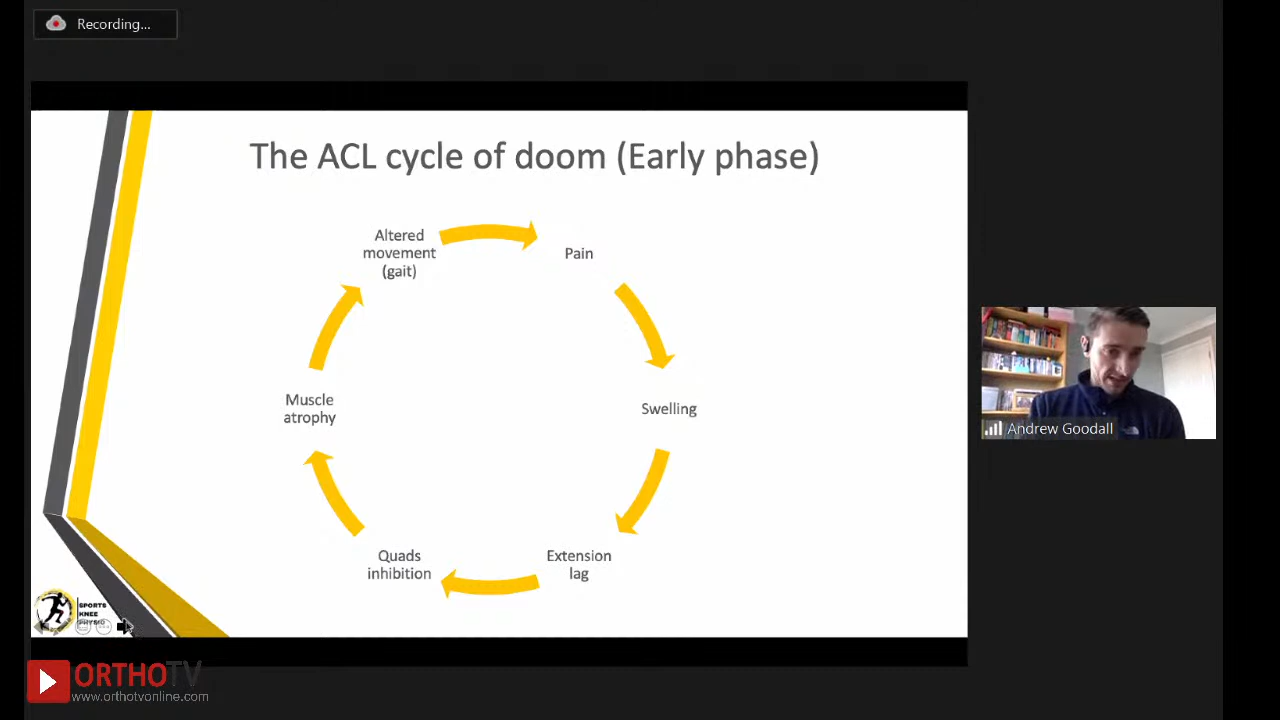 Recording...
The ACL cycle of doom (Early phase)
Altered
movement
(gait)
Pain
Swelling
Extension
lag
Quads
inhibition
Muscle
atrophy
Andrew Goodall
SPORTS
KNEE
PHYSIO
ORTHOTV
www.orthotvonline.com